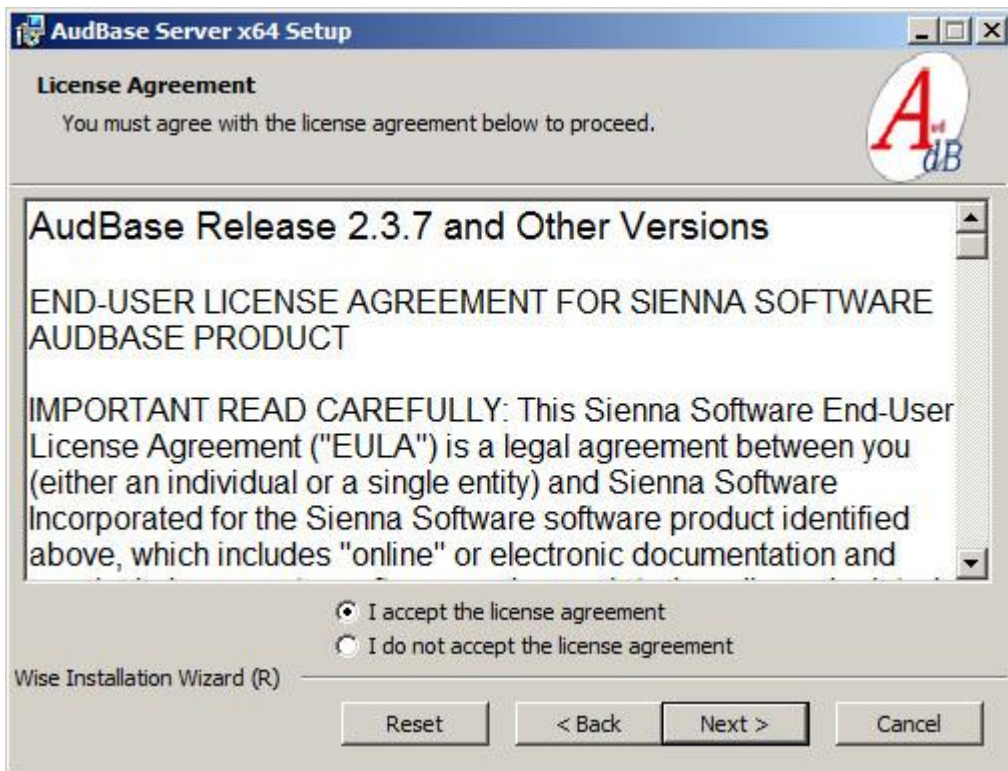 AudBase Server x64 Setup
License Agreement
You must agree with the license agreement below to proceed.
A
dB
AudBase Release 2.3.7 and Other Versions
END-USER LICENSE AGREEMENT FOR SIENNA SOFTWARE
AUDBASE PRODUCT
IMPORTANT READ CAREFULLY: This Sienna Software End-User
License Agreement ("EULA") is a legal agreement between you
(either an individual or a single entity) and Sienna Software
Incorporated for the Sienna Software software product identified
above, which includes "online" or electronic documentation and
I accept the license agreement
I do not accept the license agreement
Wise Installation Wizard (R)
Reset
< Back
Next >
Cancel